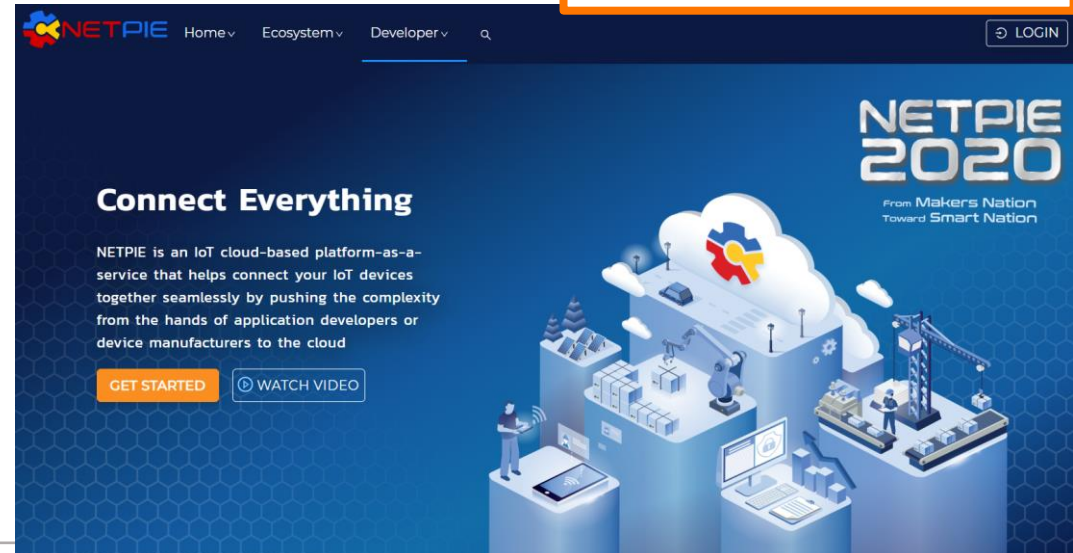 NETPIE Home Ecosystem Developer LOGIN
NETPIE
2020
From Makers Nation
Toward Smart Nation
Connect Everything
NETPIE is an IoT cloud-based platform-as-a-
service that helps connect your IoT devices
together seamlessly by pushing the complexity
from the hands of application developers or
device manufacturers to the cloud
GET STARTED WATCH VIDEO